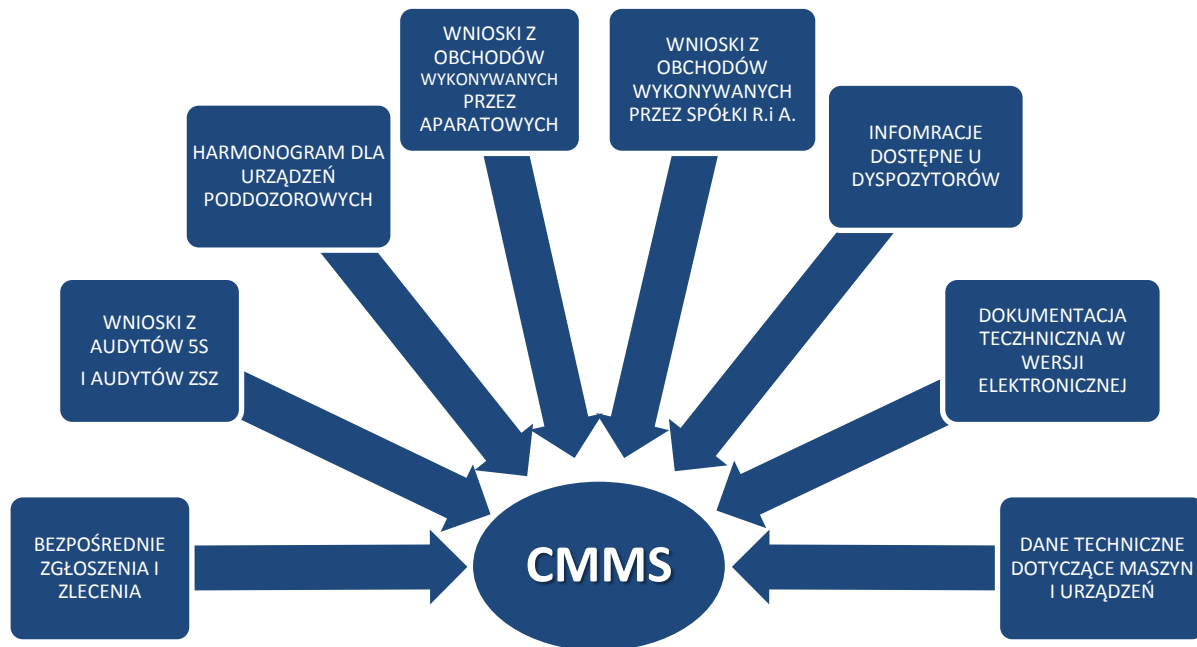 WNIOSKI Z
OBCHODÓW
WYKONYWANYCH
PRZEZ
APARATOWYCH
WNIOSKI Z
OBCHODÓW
WYKONYWANYCH
PRZEZ SPÓŁKI R.i A.
HARMONOGRAM DLA
URZĄDZEŃ
PODDOZOROWYCH
INFOMRACJE
DOSTĘPNE U
DYSPOZYTORÓW
WNIOSKI Z
AUDYTÓW 5S
I AUDYTÓW ZSZ
DOKUMENTACJA
TECZHNICZNA W
WERSJI
ELEKTRONICZNEJ
BEZPOŚREDNIE
ZGŁOSZENIA I
ZLECENIA
CMMS
DANE TECHNICZNE
DOTYCZĄCE MASZYN
I URZĄDZEŃ